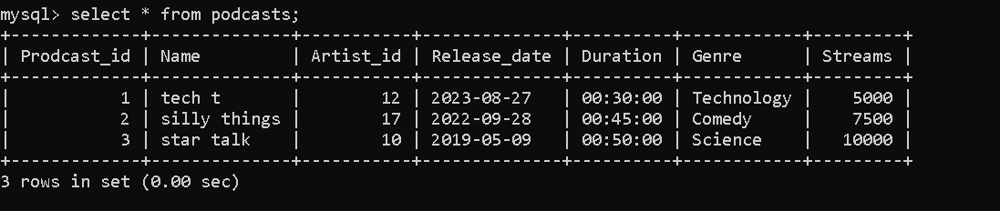 mysql> select * from podcasts;
+-------------+--------------+-----------+--------------+----------+------------+---------+
| Prodcast_id | Name         | Artist_id | Release_date | Duration | Genre      | Streams |
+-------------+--------------+-----------+--------------+----------+------------+---------+
|           1 | tech t       |        12 | 2023-08-27   | 00:30:00 | Technology |    5000 |
|           2 | silly things |        17 | 2022-09-28   | 00:45:00 | Comedy     |    7500 |
|           3 | star talk    |        10 | 2019-05-09   | 00:50:00 | Science    |   10000 |
+-------------+--------------+-----------+--------------+----------+------------+---------+
3 rows in set (0.00 sec)